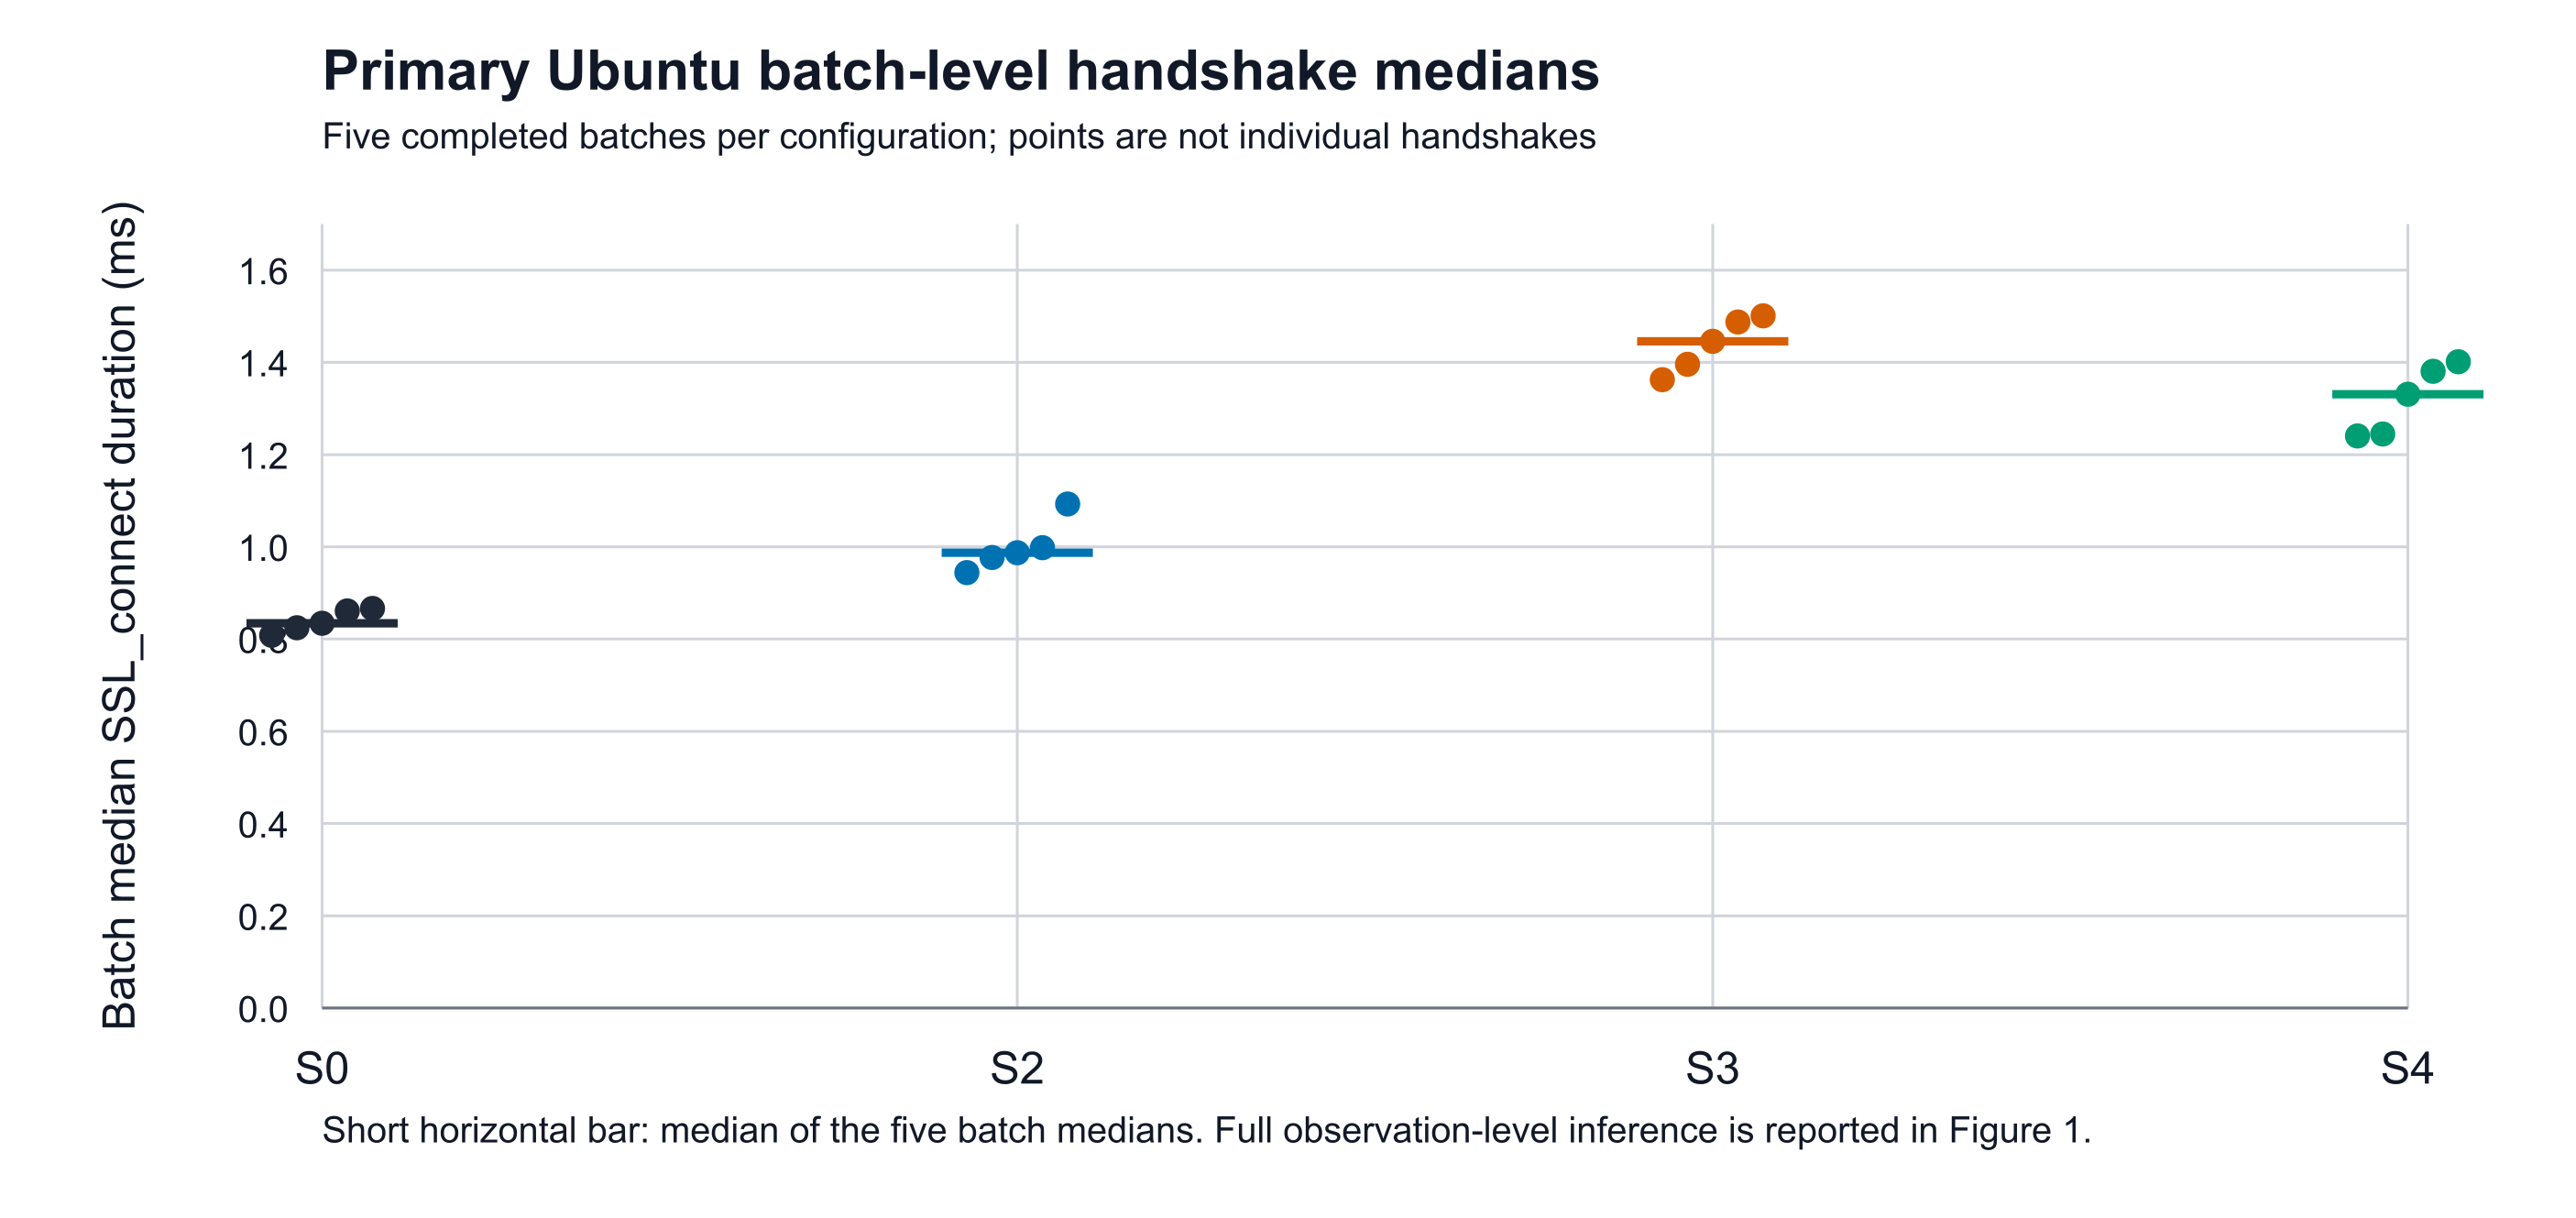 Primary Ubuntu batch-level handshake medians
Five completed batches per configuration; points are not individual handshakes
Batch median SSL_connect duration (ms)
1.6
1.4
1.2
1.0
0.8
0.6
0.4
0.2
0.0
S0 S2 S3 S4
Short horizontal bar: median of the five batch medians. Full observation-level inference is reported in Figure 1.